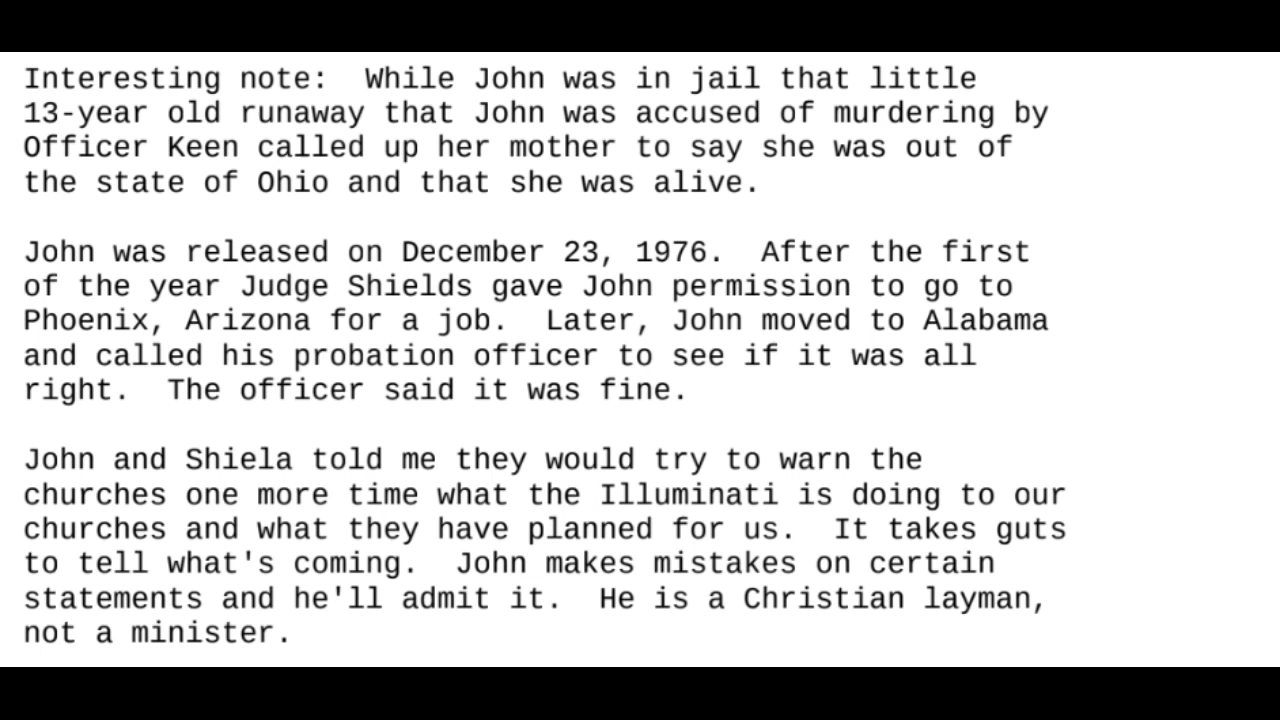 Interesting note:  While John was in jail that little
13-year old runaway that John was accused of murdering by
Officer Keen called up her mother to say she was out of
the state of Ohio and that she was alive.
John was released on December 23, 1976.  After the first
of the year Judge Shields gave John permission to go to
Phoenix, Arizona for a job.  Later, John moved to Alabama
and called his probation officer to see if it was all
right.  The officer said it was fine.
John and Shiela told me they would try to warn the
churches one more time what the Illuminati is doing to our
churches and what they have planned for us.  It takes guts
to tell what's coming.  John makes mistakes on certain
statements and he'll admit it.  He is a Christian layman,
not a minister.